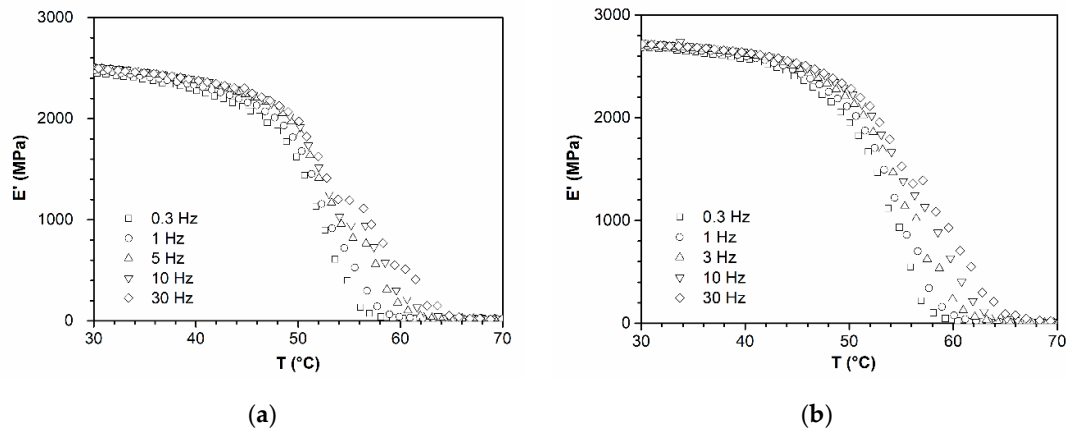 3000
2000
1000
0
E' (MPa)
0.3 Hz
1 Hz
5 Hz
10 Hz
30 Hz
30 40 50 60 70
T (°C)
(a)
3000
2000
1000
0
E' (MPa)
0.3 Hz
1 Hz
3 Hz
10 Hz
30 Hz
30 40 50 60 70
T (°C)
(b)